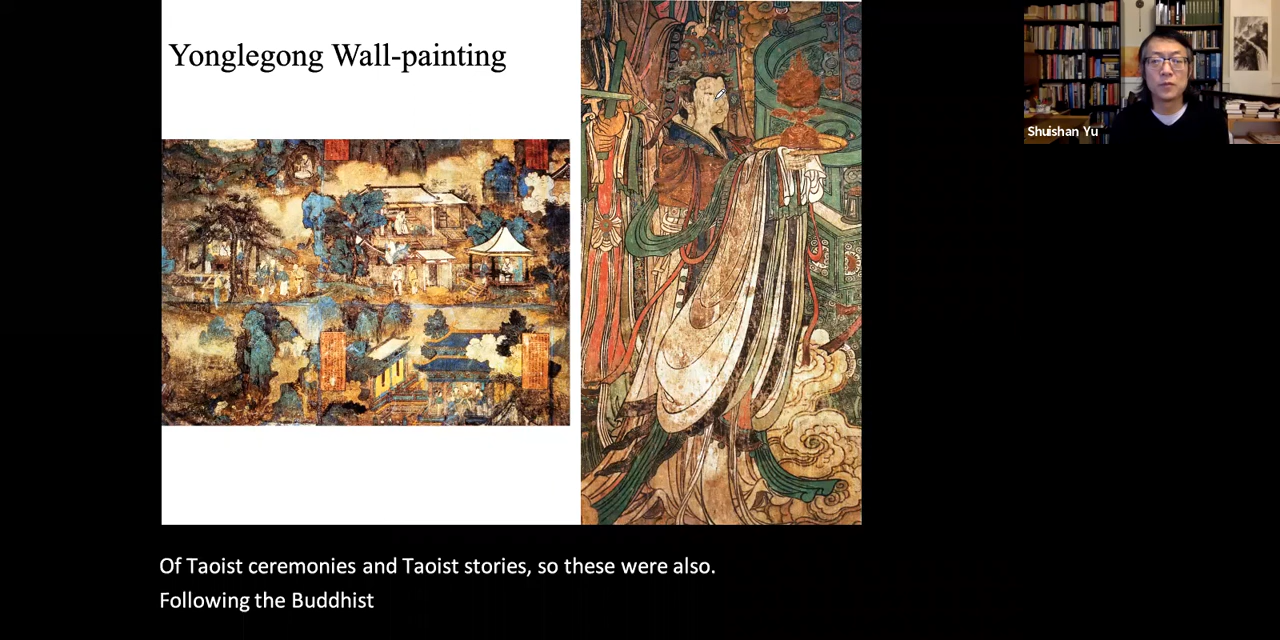 Yonglegong Wall-painting
Shuishan Yu
Of Taoist ceremonies and Taoist stories, so these were also.
Following the Buddhist